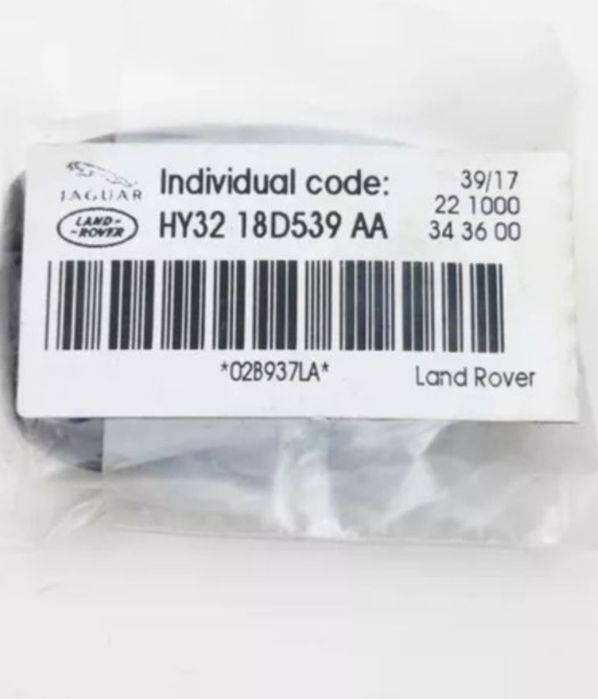 JAGUAR
LAND-
-ROVER
Individual code:
HY32 18D539 AA
39/17
22 1000
34 36 00
*02B937LA*
Land Rover